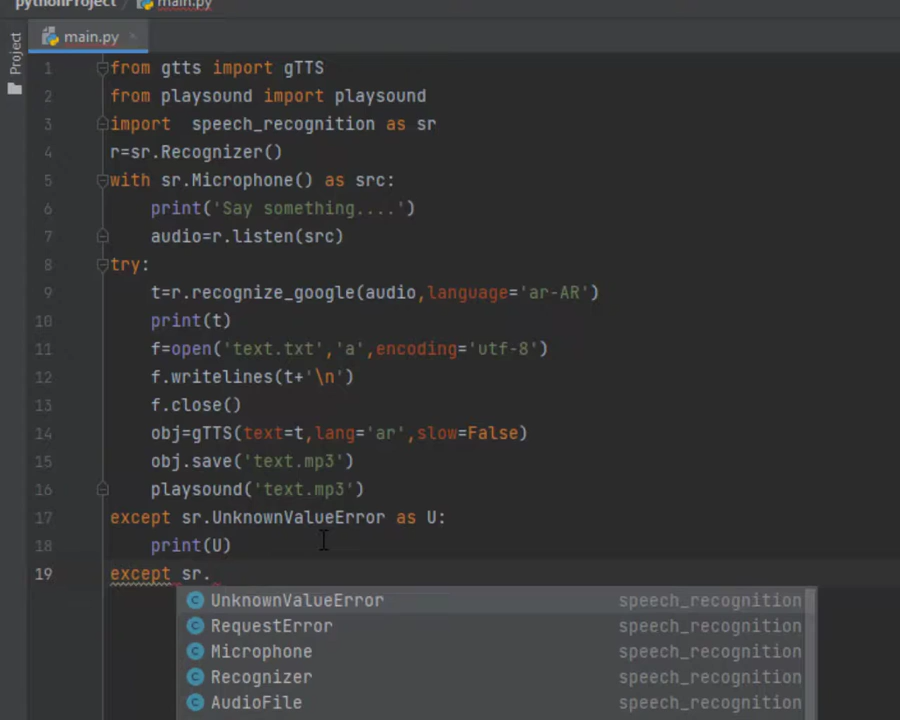 pythonProject main.py
Project
main.py ×
1 from gtts import gTTS
2 from playsound import playsound
3 import  speech_recognition as sr
4 r=sr.Recognizer()
5 with sr.Microphone() as src:
6     print('Say something....')
7     audio=r.listen(src)
8 try:
9     t=r.recognize_google(audio,language='ar-AR')
10     print(t)
11     f=open('text.txt','a',encoding='utf-8')
12     f.writelines(t+'\n')
13     f.close()
14     obj=gTTS(text=t,lang='ar',slow=False)
15     obj.save('text.mp3')
16     playsound('text.mp3')
17 except sr.UnknownValueError as U:
18     print(U)
19 except sr.
C UnknownValueError speech_recognition
C RequestError speech_recognition
C Microphone speech_recognition
C Recognizer speech_recognition
C AudioFile speech_recognition